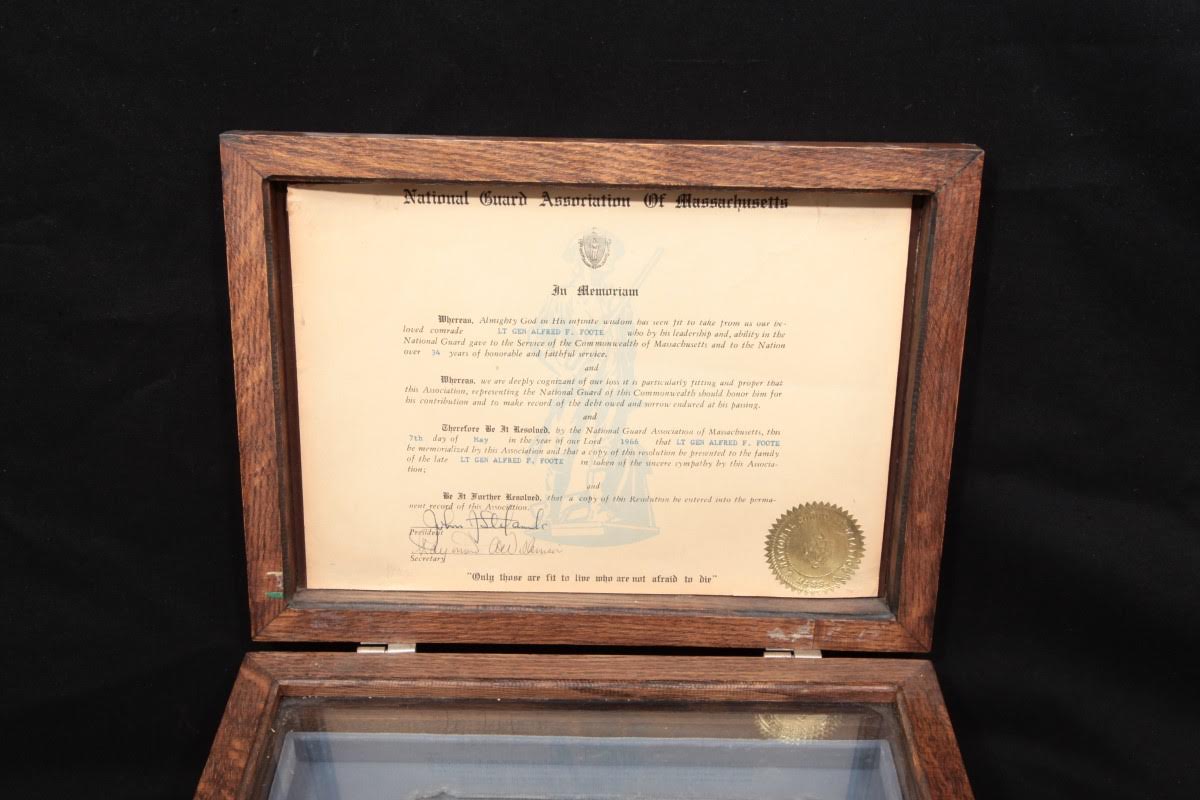 National Guard Association Of Massachusetts
In Memoriam
Whereas, Almighty God in His infinite wisdom has seen fit to take from us our be-
loved comrade LT GEN ALFRED F. FOOTE who by his leadership and, ability in the
National Guard gave to the Service of the Commonwealth of Massachusetts and to the Nation
over 34 years of honorable and faithful service.
and
Whereas, we are deeply cognizant of our loss it is particularly fitting and proper that
this Association, representing the National Guard of this Commonwealth should honor him for
his contribution and to make record of the debt owed and sorrow endured at his passing.
and
Therefore Be It Resolved, by the National Guard Association of Massachusetts, this
7th day of May in the year of our Lord 1966 that LT GEN ALFRED F. FOOTE
be memorialized by this Association and that a copy of this resolution be presented to the family
of the late LT GEN ALFRED F. FOOTE in token of the sincere sympathy by this Associa-
tion;
and
Be It Further Resolved, that a copy of this Resolution be entered into the perma-
nent record of this Association.
John
President
Raymond
Secretary
"Only those are fit to live who are not afraid to die"